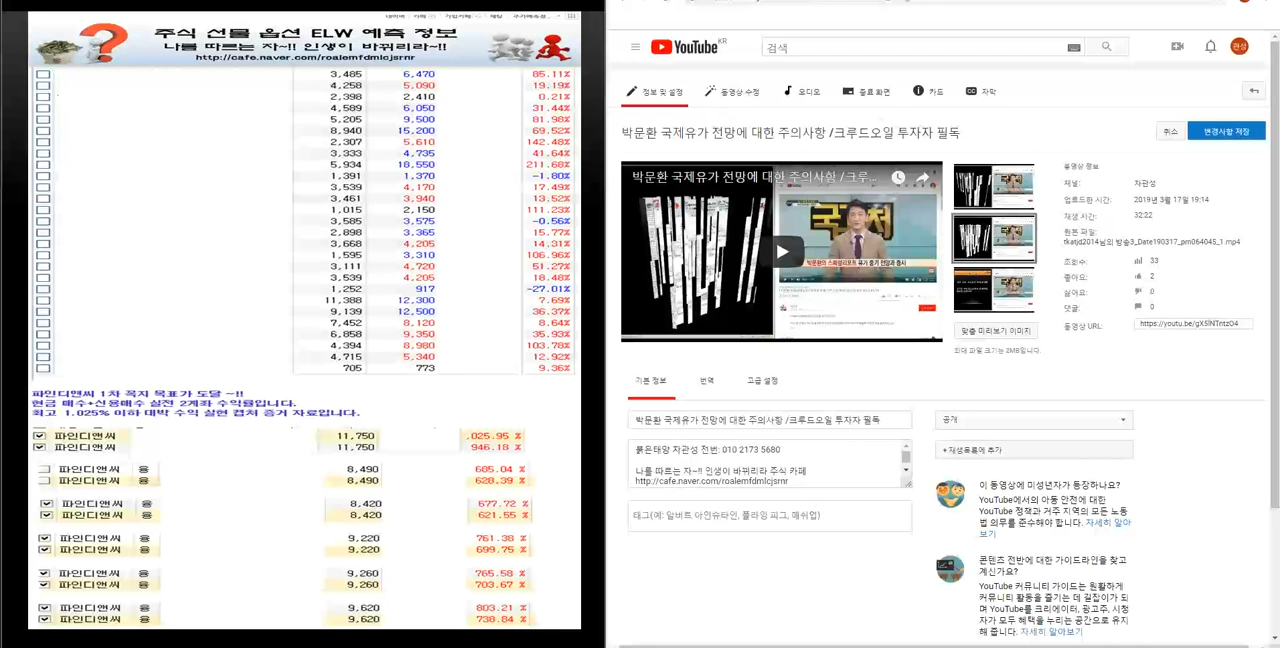 주식 선물 옵션 ELW 예측 정보
나를 따르는 자~!! 인생이 바뀌리라~!!
http://cafe.naver.com/roalemfdmlcjsrnr
3,485 6,470 85.11%
4,258 5,090 19.19%
2,398 2,410 0.21%
4,589 6,050 31.44%
5,205 9,500 81.98%
8,940 15,200 69.52%
2,307 5,610 142.48%
3,333 4,735 41.64%
5,934 18,550 211.68%
1,391 1,370 -1.80%
3,539 4,170 17.49%
3,461 3,940 13.52%
1,015 2,150 111.23%
3,585 3,575 -0.56%
2,898 3,365 15.77%
3,668 4,205 14.31%
1,595 3,310 106.96%
3,111 4,720 51.27%
3,539 4,205 18.48%
1,252 917 -27.01%
11,388 12,300 7.69%
9,139 12,500 36.37%
7,452 8,120 8.64%
6,858 9,350 35.93%
4,394 8,980 103.78%
4,715 5,340 12.92%
705 773 9.36%
파인디앤씨 1차 꼭지 목표가 도달 ~!!
현금 매수+신용매수 실전 2계좌 수익률입니다.
최고 1.025% 이하 대박 수익 실현 캡쳐 증거 자료입니다.
파인디앤씨 11,750 ,025.95 %
파인디앤씨 11,750 946.18 %
파인디앤씨 융 8,490 685.04 %
파인디앤씨 융 8,490 628.39 %
파인디앤씨 융 8,420 677.72 %
파인디앤씨 융 8,420 621.55 %
파인디앤씨 융 9,220 761.38 %
파인디앤씨 융 9,220 699.75 %
파인디앤씨 융 9,260 765.58 %
파인디앤씨 융 9,260 703.67 %
파인디앤씨 융 9,620 803.21 %
파인디앤씨 융 9,620 738.84 %
YouTube KR
검색
관성
정보 및 설정 동영상 수정 오디오 종료 화면 카드 자막
박문환 국제유가 전망에 대한 주의사항 /크루드오일 투자자 필독
취소 변경사항 저장
박문환 국제유가 전망에 대한 주의사항 /크루...
박문환의 스페셜리포트 유가 중기 전망과 증시
맞춤 미리보기 이미지
최대 파일 크기는 2MB입니다.
동영상 정보
채널: 자관성
업로드한 시간: 2019년 3월 17일 19:14
재생 시간: 32:22
원본 파일:
tkatjd2014님의 방송3_Date190317_pm064045_1.mp4
조회수: 33
좋아요: 2
싫어요: 0
댓글: 0
동영상 URL: https://youtu.be/gX5lNTntzO4
기본 정보 번역 고급 설정
박문환 국제유가 전망에 대한 주의사항 /크루드오일 투자자 필독
붉은태양 자관성 전번: 010 2173 5680
나를 따르는 자~!! 인생이 바뀌리라 주식 카페
http://cafe.naver.com/roalemfdmlcjsrnr
태그(예: 알버트 아인슈타인, 플라잉 피그, 매쉬업)
공개
+ 재생목록에 추가
이 동영상에 미성년자가 등장하나요?
YouTube에서의 아동 안전에 대한
YouTube 정책과 거주 지역의 모든 노동
법 의무를 준수해야 합니다. 자세히 알아
보기
콘텐츠 전반에 대한 가이드라인을 찾고
계신가요?
YouTube 커뮤니티 가이드는 원활하게
커뮤니티 활동을 즐기는 데 길잡이가 되
며 YouTube를 크리에이터, 광고주, 시청
자가 모두 혜택을 누리는 공간으로 유지
해 줍니다. 자세히 알아보기